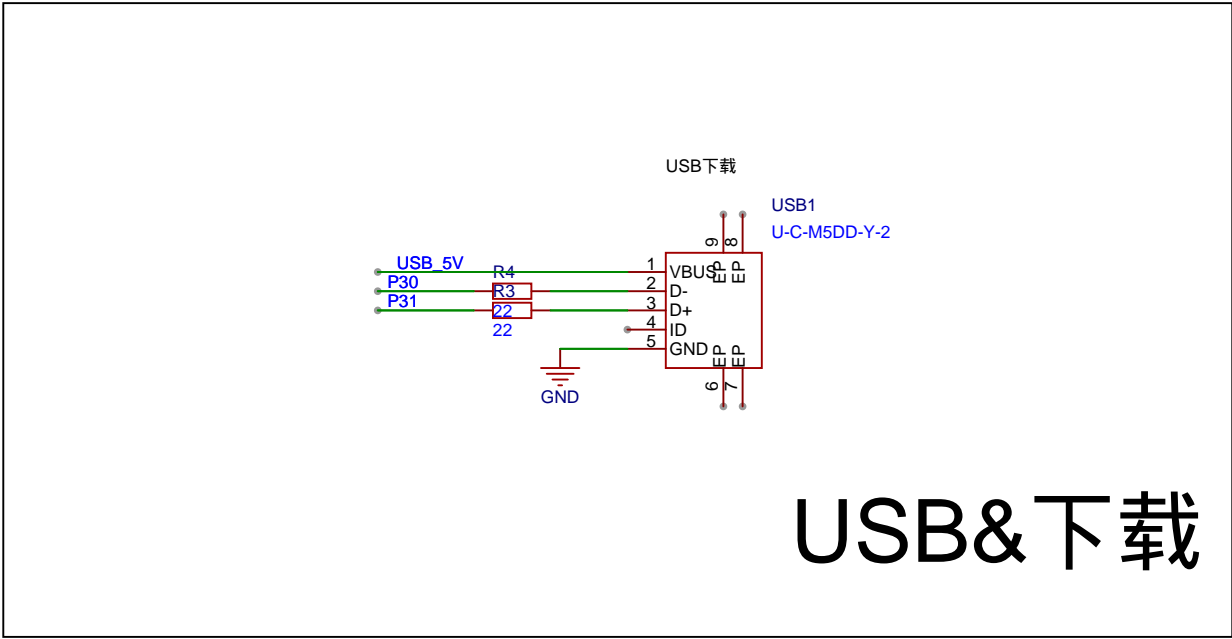 USB下载
USB1
U-C-M5DD-Y-2
9
8
USB_5V
R4
1
VBUS
EP
EP
P30
R3
2
D-
P31
22
3
D+
22
4
ID
5
GND
EP
EP
GND
6
7
USB&下载